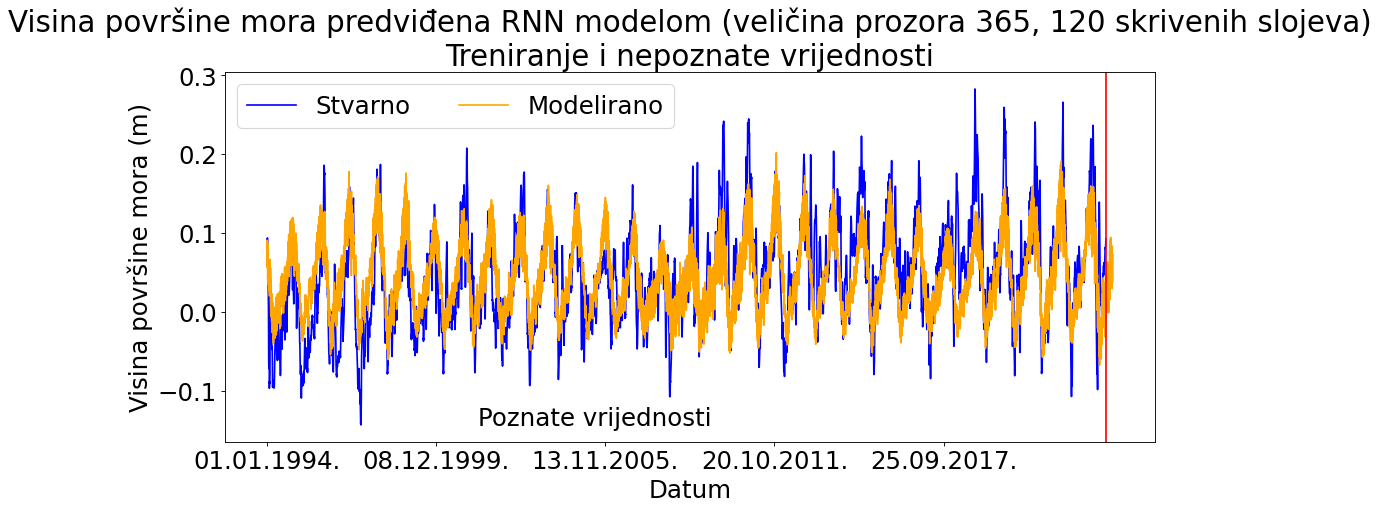 Visina površine mora predviđena RNN modelom (veličina prozora 365, 120 skrivenih slojeva)
Treniranje i nepoznate vrijednosti
Stvarno
Modelirano
Visina površine mora (m)
0.3
0.2
0.1
0.0
−0.1
Poznate vrijednosti
01.01.1994. 08.12.1999. 13.11.2005. 20.10.2011. 25.09.2017.
Datum